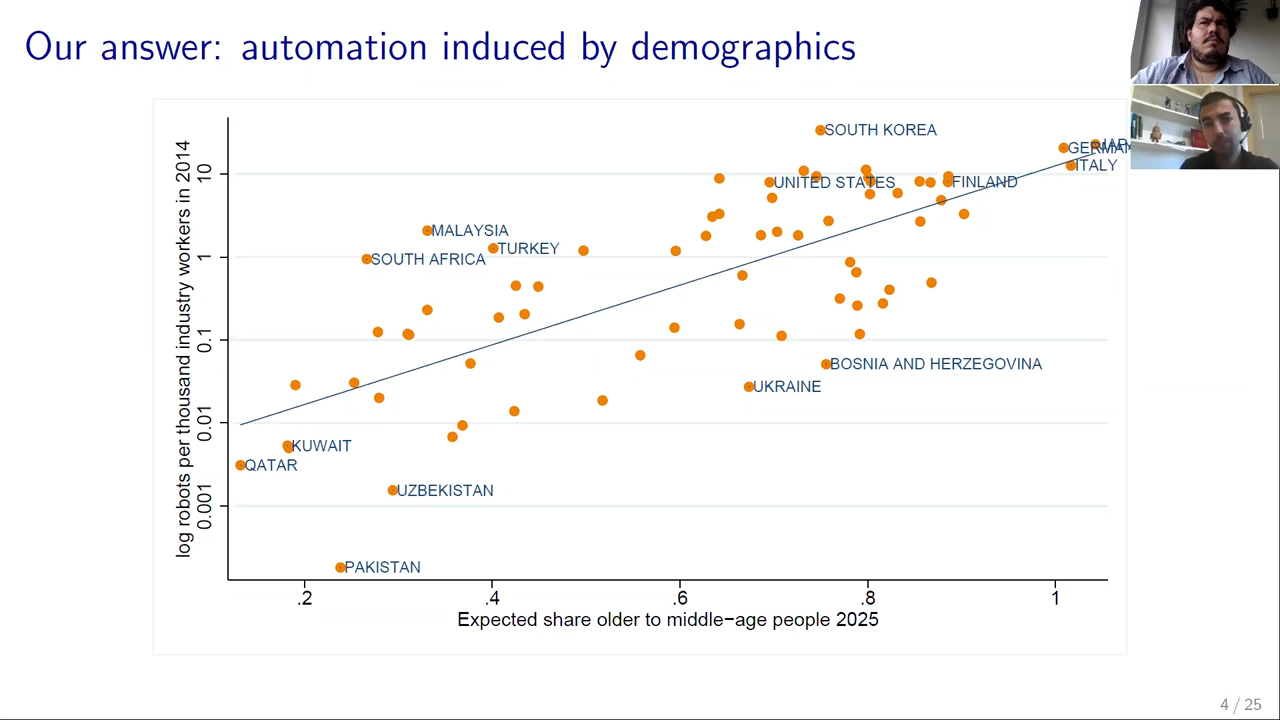 Our answer: automation induced by demographics
log robots per thousand industry workers in 2014
10
1
0.1
0.01
0.001
SOUTH KOREA
GERMAN
ITALY
UNITED STATES
FINLAND
MALAYSIA
TURKEY
SOUTH AFRICA
BOSNIA AND HERZEGOVINA
UKRAINE
KUWAIT
QATAR
UZBEKISTAN
PAKISTAN
.2 .4 .6 .8 1
Expected share older to middle−age people 2025
4 / 25